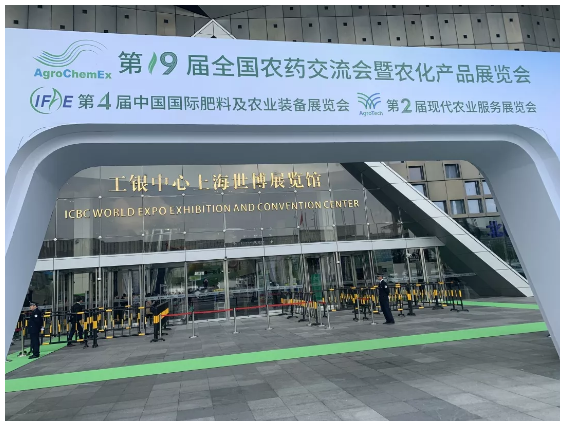 AgroChemEx 第19届全国农药交流会暨农化产品展览会
IFAE 第4届中国国际肥料及农业装备展览会 AgroTech 第2届现代农业服务展览会
工银中心上海世博展览馆
ICBC WORLD EXPO EXHIBITION AND CONVENTION CENTER